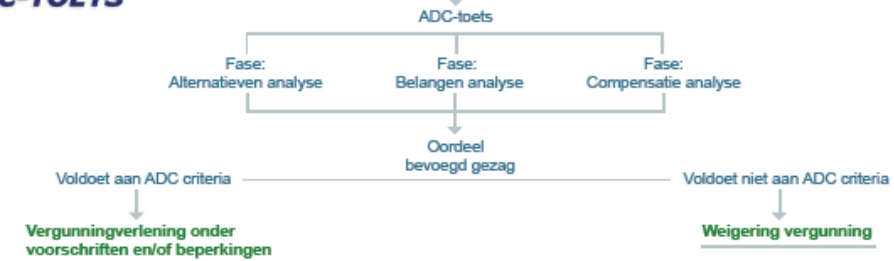 C-TOETS
ADC-toets
Fase:
Alternatieven analyse
Fase:
Belangen analyse
Fase:
Compensatie analyse
Oordeel
bevoegd gezag
Voldoet aan ADC criteria
Voldoet niet aan ADC criteria
Vergunningverlening onder
voorschriften en/of beperkingen
Weigering vergunning